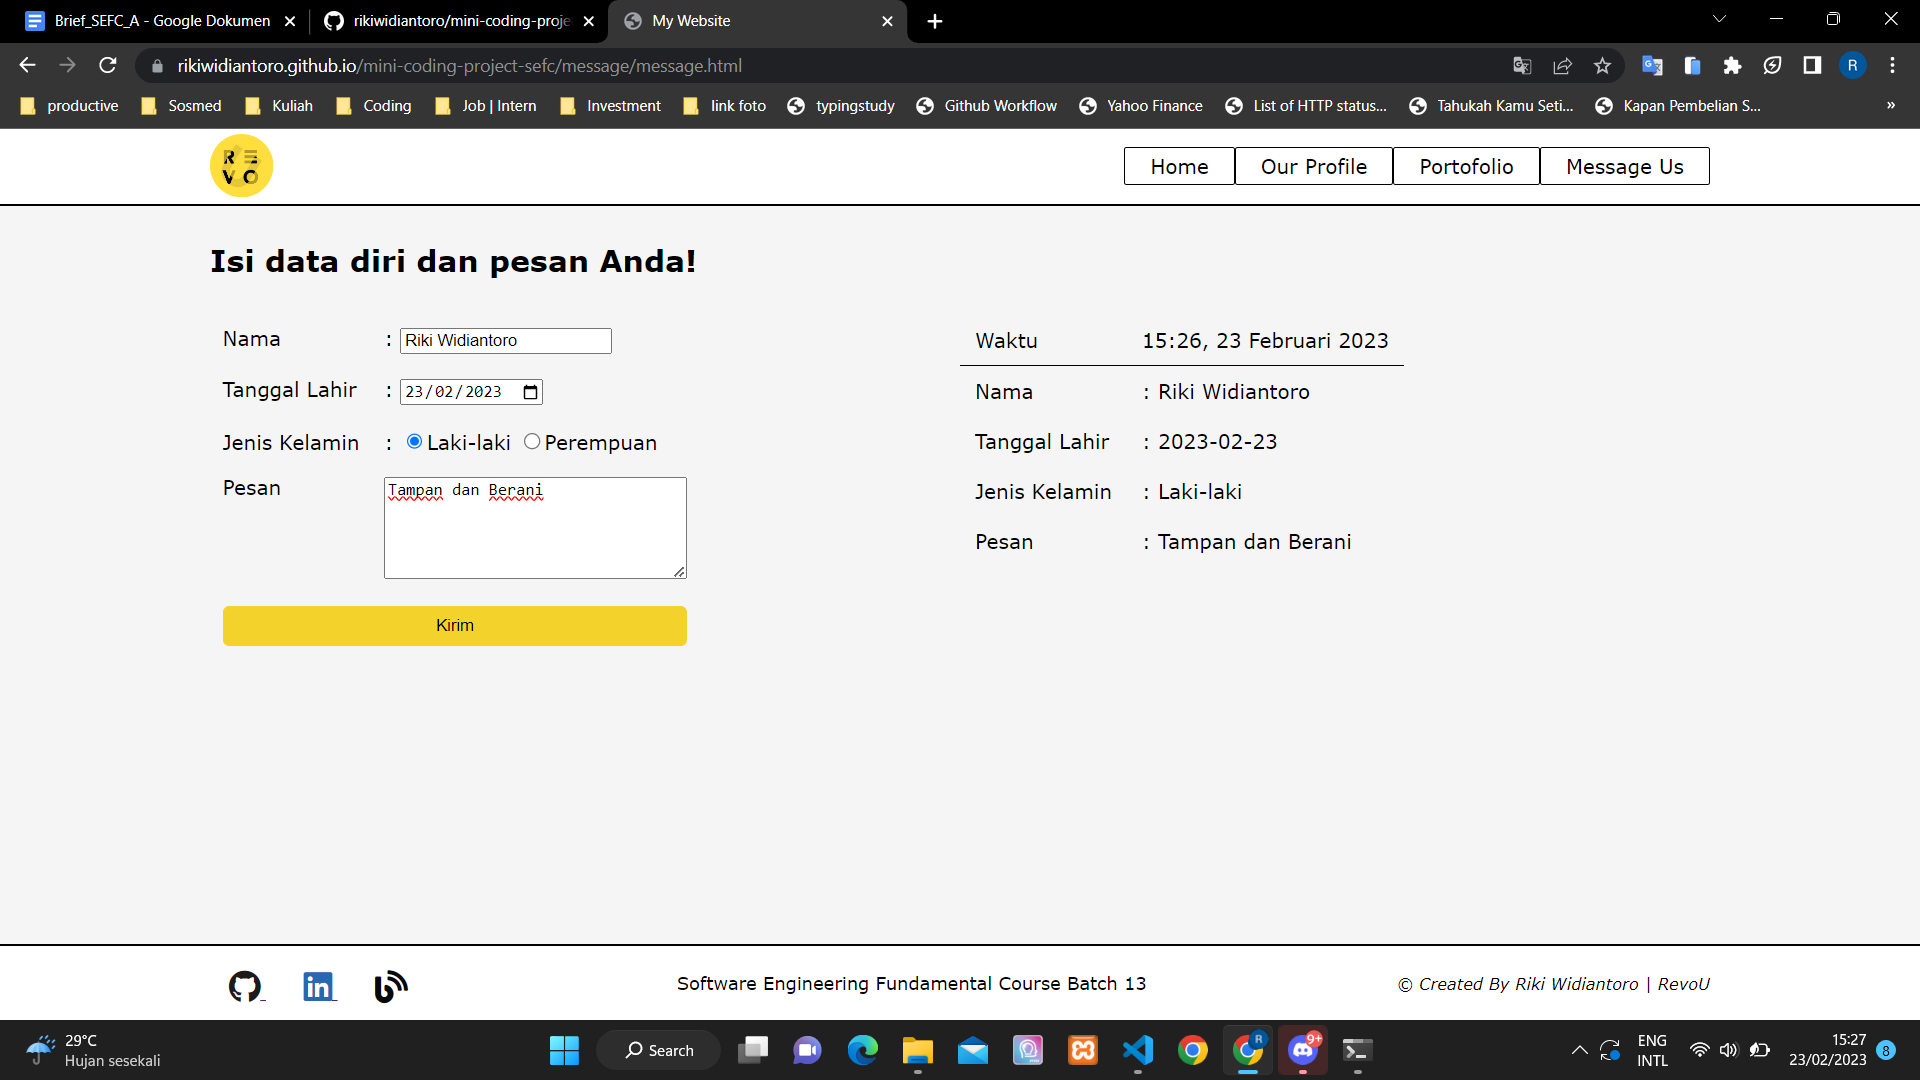 Brief_SEFC_A - Google Dokumen
rikiwidiantoro/mini-coding-proje
My Website
rikiwidiantoro.github.io/mini-coding-project-sefc/message/message.html
R
productive Sosmed Kuliah Coding Job | Intern Investment link foto typingstudy Github Workflow Yahoo Finance List of HTTP status... Tahukah Kamu Seti... Kapan Pembelian S... »
RE
VO
Home Our Profile Portofolio Message Us
Isi data diri dan pesan Anda!
Nama : Riki Widiantoro
Tanggal Lahir : 23/02/2023
Jenis Kelamin : Laki-laki Perempuan
Pesan Tampan dan Berani
Kirim
Waktu 15:26, 23 Februari 2023
Nama : Riki Widiantoro
Tanggal Lahir : 2023-02-23
Jenis Kelamin : Laki-laki
Pesan : Tampan dan Berani
in
Software Engineering Fundamental Course Batch 13
© Created By Riki Widiantoro | RevoU
29°C
Hujan sesekali
Search
R
9+
ENG
INTL
15:27
23/02/2023
8